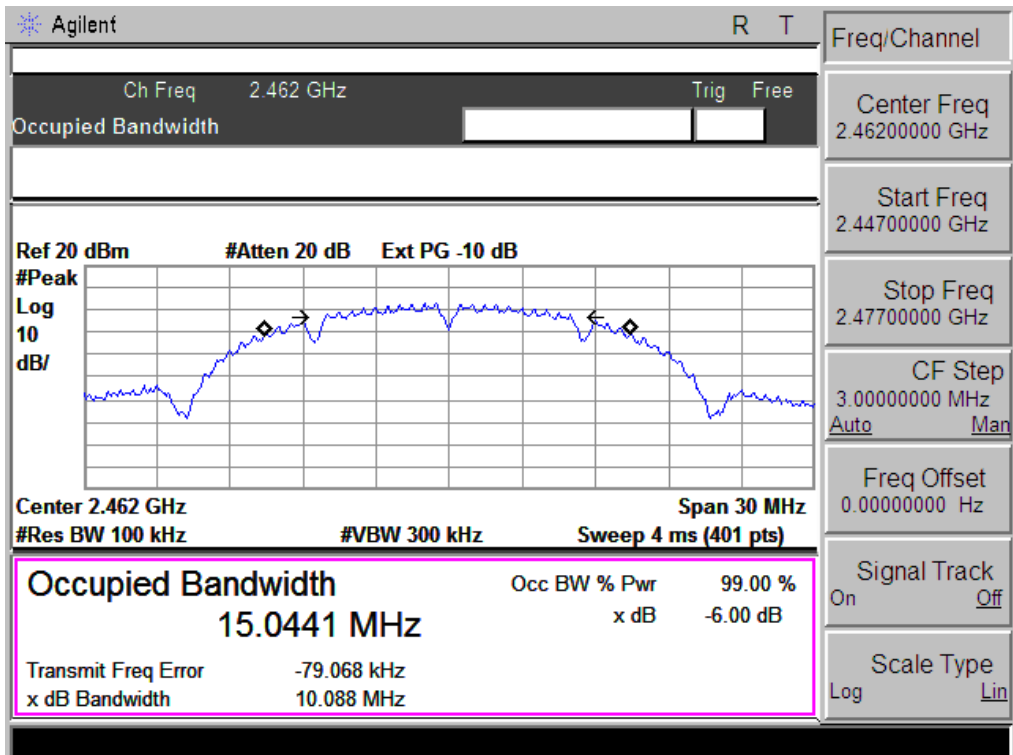 Agilent R T
Ch Freq 2.462 GHz Trig Free
Occupied Bandwidth
Ref 20 dBm #Atten 20 dB Ext PG -10 dB
#Peak
Log
10
dB/
Center 2.462 GHz Span 30 MHz
#Res BW 100 kHz #VBW 300 kHz Sweep 4 ms (401 pts)
Occupied Bandwidth
15.0441 MHz
Occ BW % Pwr 99.00 %
x dB -6.00 dB
Transmit Freq Error -79.068 kHz
x dB Bandwidth 10.088 MHz
Freq/Channel
Center Freq
2.46200000 GHz
Start Freq
2.44700000 GHz
Stop Freq
2.47700000 GHz
CF Step
3.00000000 MHz
Auto Man
Freq Offset
0.00000000 Hz
Signal Track
On Off
Scale Type
Log Lin